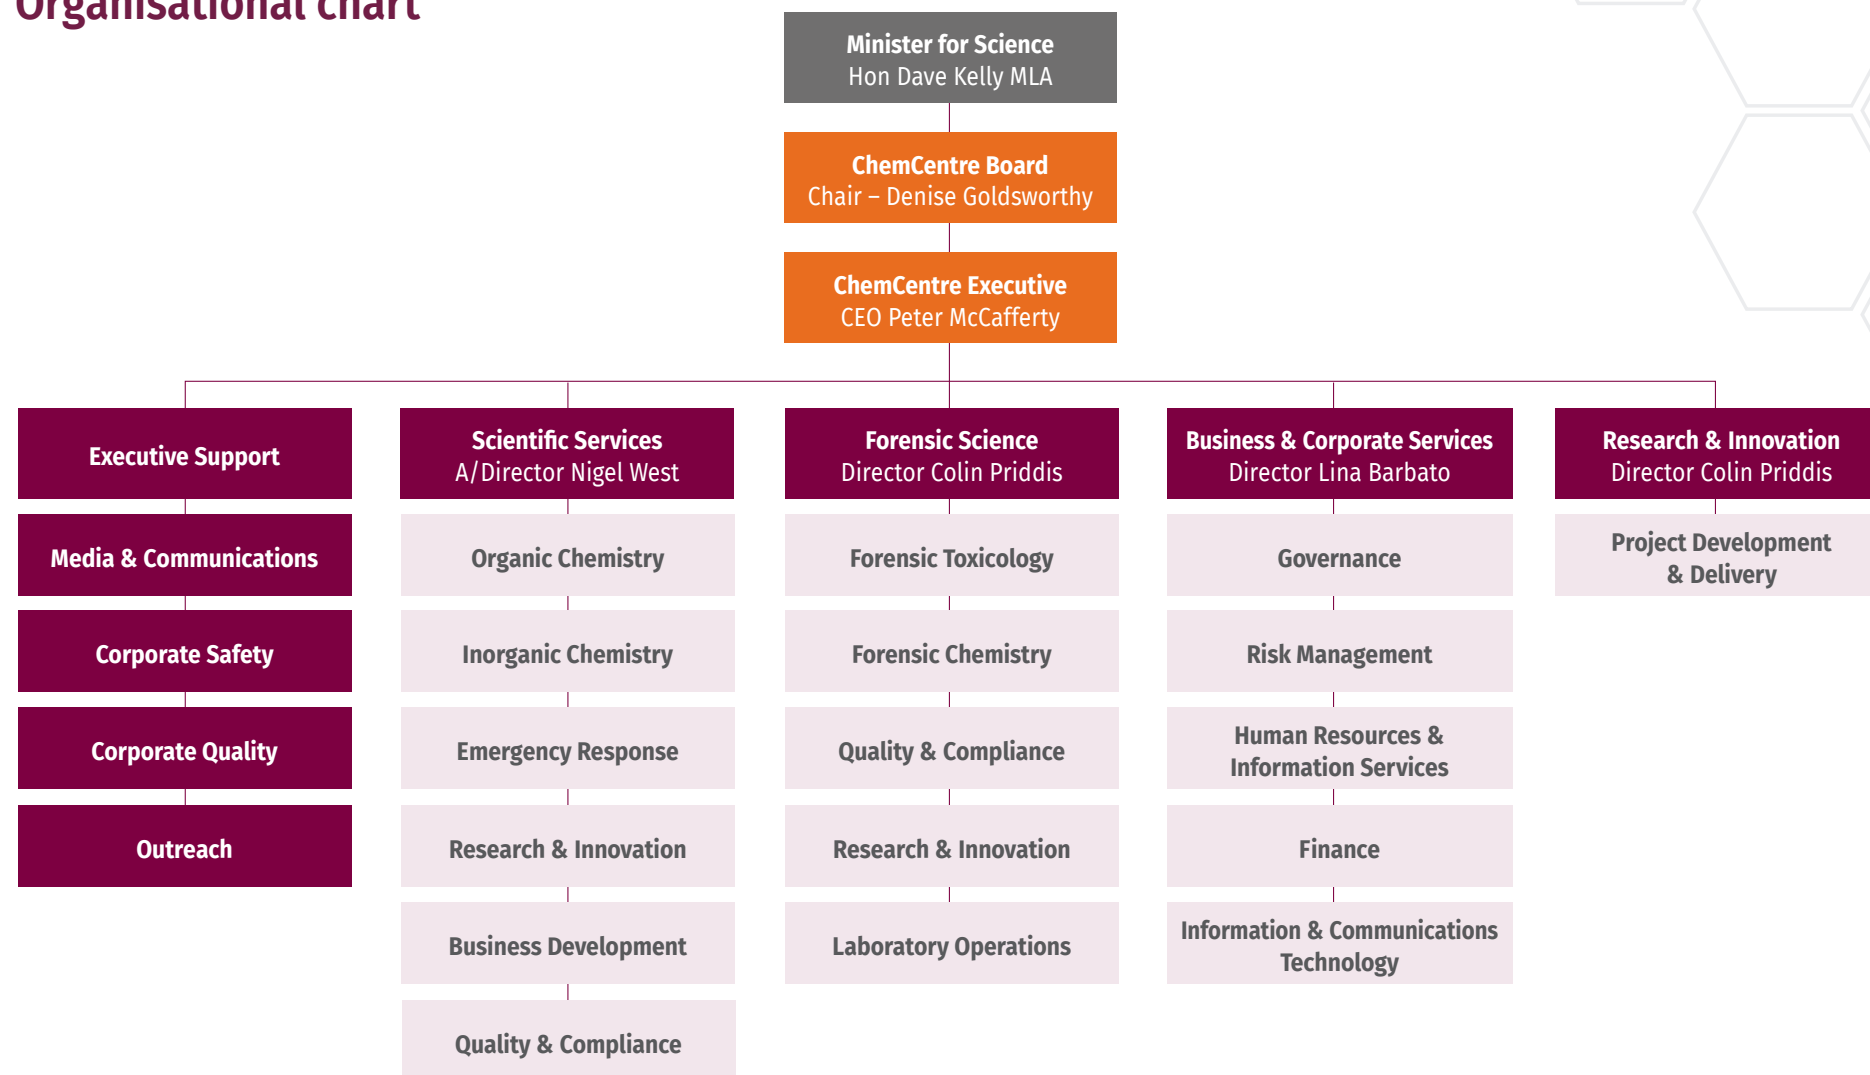 Organisational chart
Minister for Science
Hon Dave Kelly MLA
ChemCentre Board
Chair – Denise Goldsworthy
ChemCentre Executive
CEO Peter McCafferty
Executive Support
Media & Communications
Corporate Safety
Corporate Quality
Outreach
Scientific Services
A/Director Nigel West
Organic Chemistry
Inorganic Chemistry
Emergency Response
Research & Innovation
Business Development
Quality & Compliance
Forensic Science
Director Colin Priddis
Forensic Toxicology
Forensic Chemistry
Quality & Compliance
Research & Innovation
Laboratory Operations
Business & Corporate Services
Director Lina Barbato
Governance
Risk Management
Human Resources &
Information Services
Finance
Information & Communications
Technology
Research & Innovation
Director Colin Priddis
Project Development
& Delivery